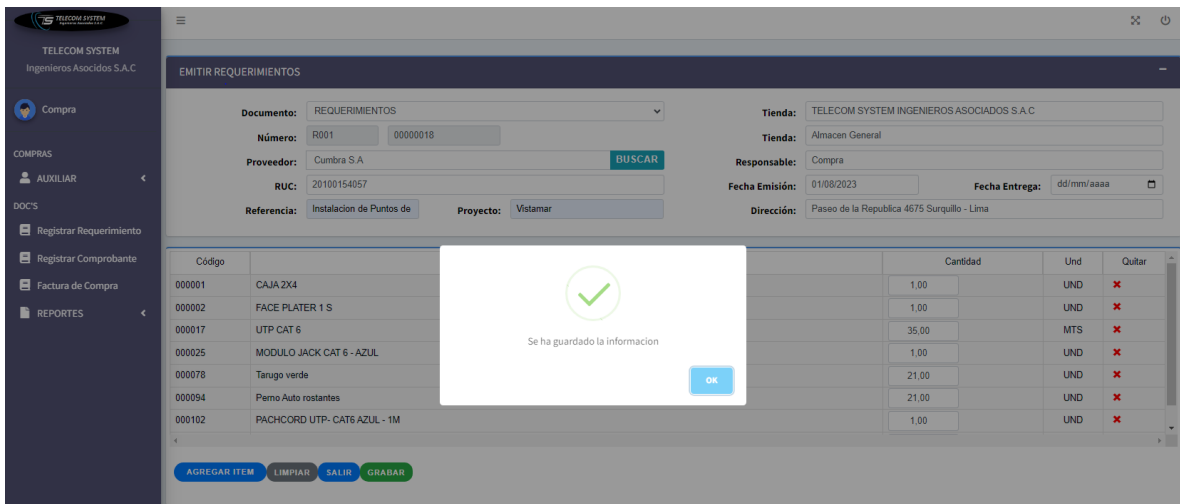 TELECOM SYSTEM
TELECOM SYSTEM
Ingenieros Asocidos S.A.C
Compra
COMPRAS
AUXILIAR
DOC'S
Registrar Requerimiento
Registrar Comprobante
Factura de Compra
REPORTES
EMITIR REQUERIMIENTOS
Documento: REQUERIMIENTOS Tienda: TELECOM SYSTEM INGENIEROS ASOCIADOS S.A.C
Número: R001 00000018 Tienda: Almacen General
Proveedor: Cumbra S.A BUSCAR Responsable: Compra
RUC: 20100154057 Fecha Emisión: 01/08/2023 Fecha Entrega: dd/mm/aaaa
Referencia: Instalacion de Puntos de Proyecto: Vistamar Dirección: Paseo de la Republica 4675 Surquillo - Lima
Código Cantidad Und Quitar
000001 CAJA 2X4 1,00 UND
000002 FACE PLATER 1 S 1,00 UND
000017 UTP CAT 6 35,00 MTS
000025 MODULO JACK CAT 6 - AZUL 1,00 UND
000078 Tarugo verde 21,00 UND
000094 Perno Auto rostantes 21,00 UND
000102 PACHCORD UTP- CAT6 AZUL - 1M 1,00 UND
Se ha guardado la informacion
OK
AGREGAR ITEM LIMPIAR SALIR GRABAR